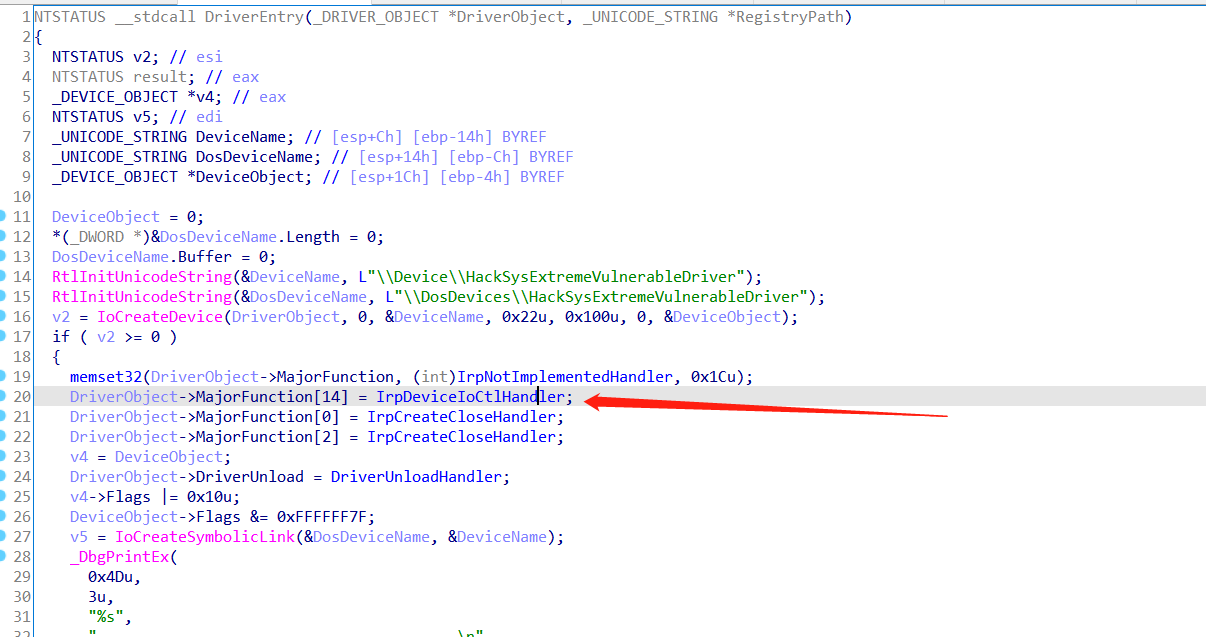 1 NTSTATUS __stdcall DriverEntry(_DRIVER_OBJECT *DriverObject, _UNICODE_STRING *RegistryPath)
2 {
3 NTSTATUS v2; // esi
4 NTSTATUS result; // eax
5 _DEVICE_OBJECT *v4; // eax
6 NTSTATUS v5; // edi
7 _UNICODE_STRING DeviceName; // [esp+Ch] [ebp-14h] BYREF
8 _UNICODE_STRING DosDeviceName; // [esp+14h] [ebp-Ch] BYREF
9 _DEVICE_OBJECT *DeviceObject; // [esp+1Ch] [ebp-4h] BYREF
10
11 DeviceObject = 0;
12 *(_DWORD *)&DosDeviceName.Length = 0;
13 DosDeviceName.Buffer = 0;
14 RtlInitUnicodeString(&DeviceName, L"\\Device\\HackSysExtremeVulnerableDriver");
15 RtlInitUnicodeString(&DosDeviceName, L"\\DosDevices\\HackSysExtremeVulnerableDriver");
16 v2 = IoCreateDevice(DriverObject, 0, &DeviceName, 0x22u, 0x100u, 0, &DeviceObject);
17 if ( v2 >= 0 )
18 {
19 memset32(DriverObject->MajorFunction, (int)IrpNotImplementedHandler, 0x1Cu);
20 DriverObject->MajorFunction[14] = IrpDeviceIoCtlHandler;
21 DriverObject->MajorFunction[0] = IrpCreateCloseHandler;
22 DriverObject->MajorFunction[2] = IrpCreateCloseHandler;
23 v4 = DeviceObject;
24 DriverObject->DriverUnload = DriverUnloadHandler;
25 v4->Flags |= 0x10u;
26 DeviceObject->Flags &= 0xFFFFFF7F;
27 v5 = IoCreateSymbolicLink(&DosDeviceName, &DeviceName);
28 _DbgPrintEx(
29 0x4Du,
30 3u,
31 "%s",
32 " \n"